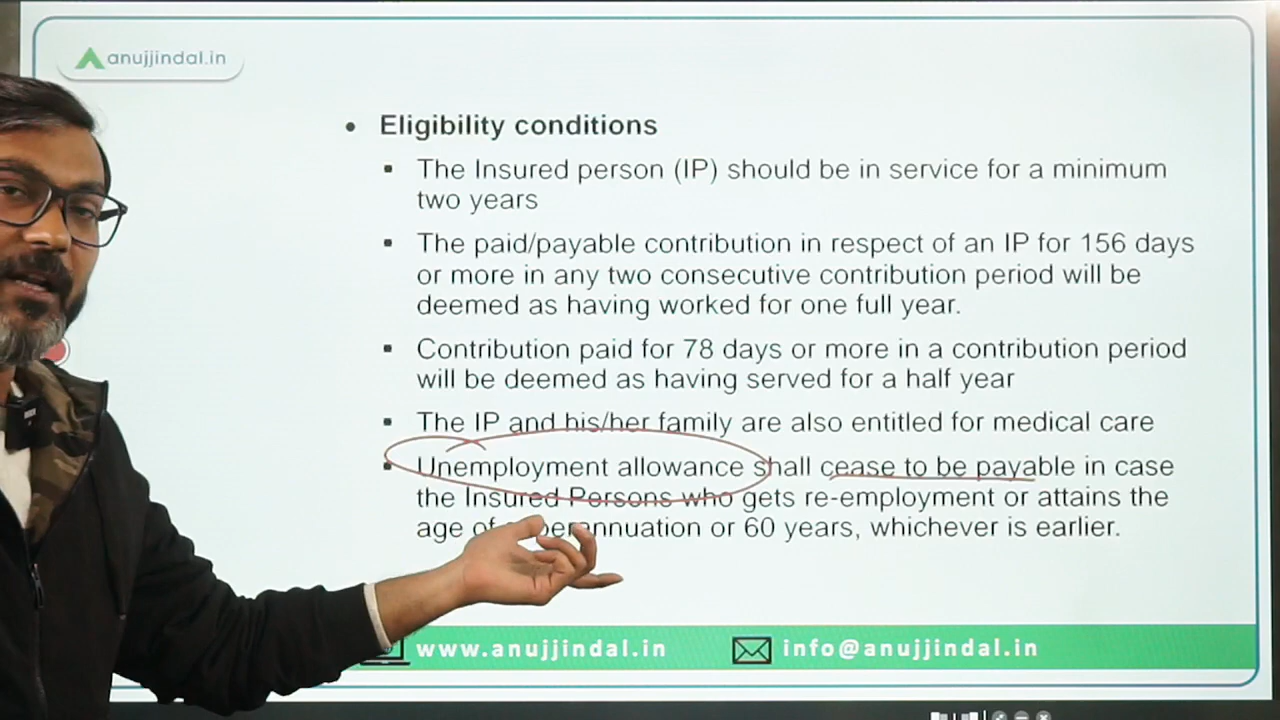 anujjindal.in
• Eligibility conditions
▪ The Insured person (IP) should be in service for a minimum
two years
▪ The paid/payable contribution in respect of an IP for 156 days
or more in any two consecutive contribution period will be
deemed as having worked for one full year.
▪ Contribution paid for 78 days or more in a contribution period
will be deemed as having served for a half year
▪ The IP and his/her family are also entitled for medical care
▪ Unemployment allowance shall cease to be payable in case
the Insured Persons who gets re-employment or attains the
age of superannuation or 60 years, whichever is earlier.
www.anujjindal.in info@anujjindal.in